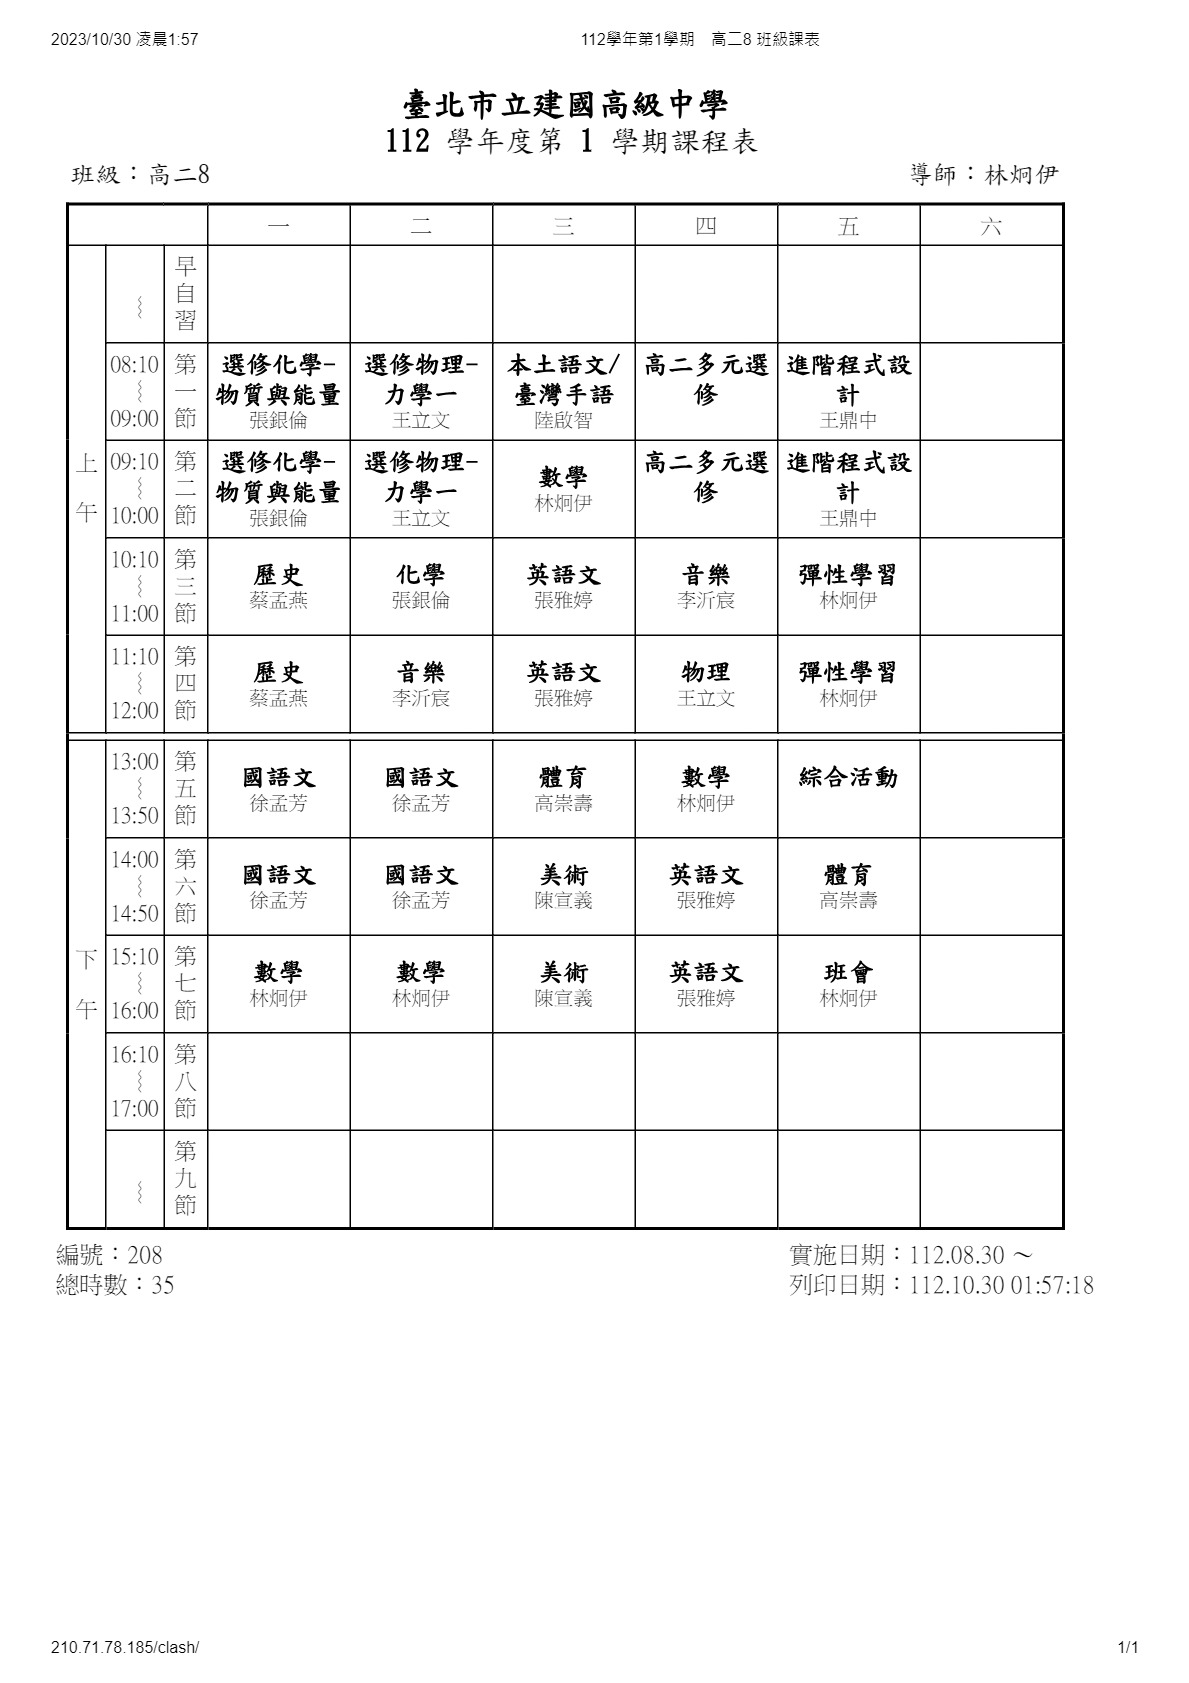 2023/10/30 凌晨1:57
112學年第1學期 高二8 班級課表
臺北市立建國高級中學
112 學年度第 1 學期課程表
班級：高二8
導師：林炯伊
一 二 三 四 五 六
上午
～
早自習
08:10
～
09:00
第一節
選修化學-
物質與能量
張銀倫
選修物理-
力學一
王立文
本土語文/
臺灣手語
陸啟智
高二多元選
修
進階程式設
計
王鼎中
09:10
～
10:00
第二節
選修化學-
物質與能量
張銀倫
選修物理-
力學一
王立文
數學
林炯伊
高二多元選
修
進階程式設
計
王鼎中
10:10
～
11:00
第三節
歷史
蔡孟燕
化學
張銀倫
英語文
張雅婷
音樂
李沂宸
彈性學習
林炯伊
11:10
～
12:00
第四節
歷史
蔡孟燕
音樂
李沂宸
英語文
張雅婷
物理
王立文
彈性學習
林炯伊
下午
13:00
～
13:50
第五節
國語文
徐孟芳
國語文
徐孟芳
體育
高崇壽
數學
林炯伊
綜合活動
14:00
～
14:50
第六節
國語文
徐孟芳
國語文
徐孟芳
美術
陳宣義
英語文
張雅婷
體育
高崇壽
15:10
～
16:00
第七節
數學
林炯伊
數學
林炯伊
美術
陳宣義
英語文
張雅婷
班會
林炯伊
16:10
～
17:00
第八節
～
第九節
編號：208
實施日期：112.08.30 ～
總時數：35
列印日期：112.10.30 01:57:18
210.71.78.185/clash/
1/1